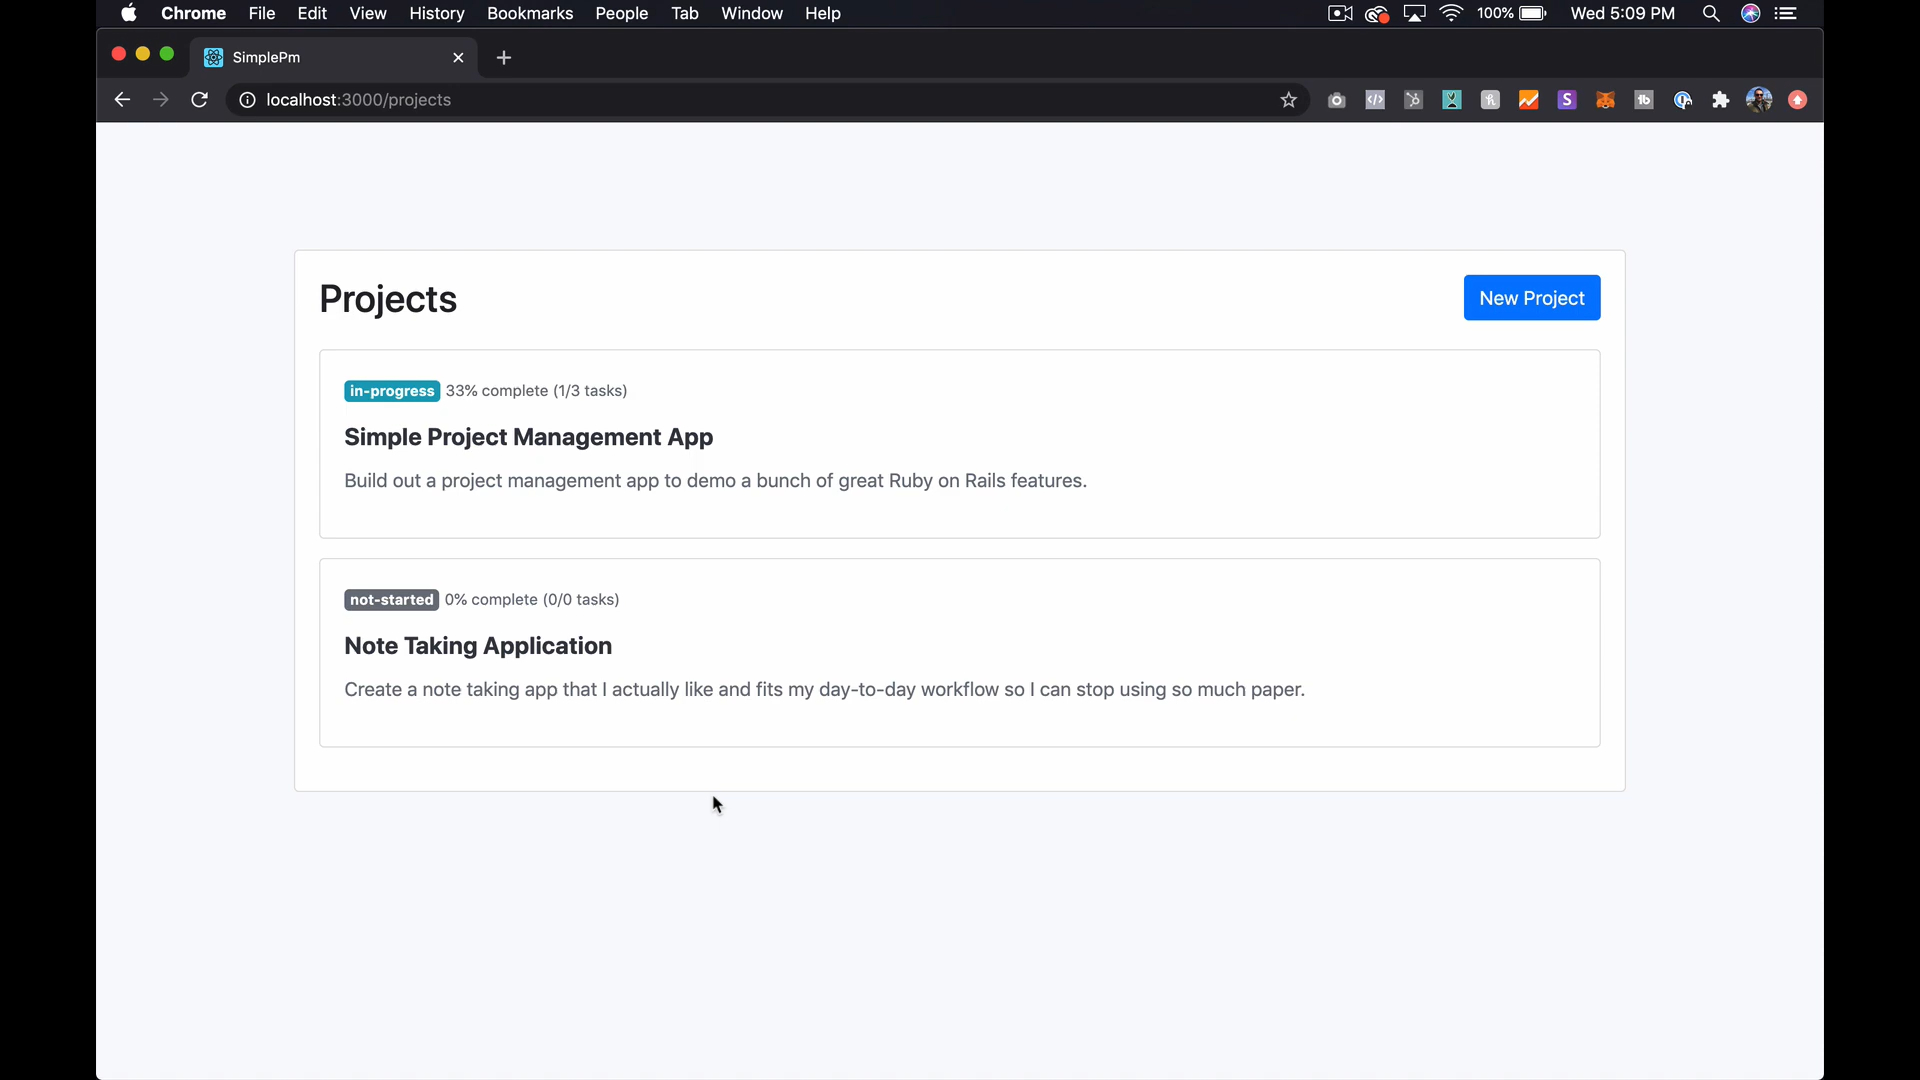 Chrome File Edit View History Bookmarks People Tab Window Help 100% Wed 5:09 PM
SimplePm
localhost:3000/projects
Projects
New Project
in-progress 33% complete (1/3 tasks)
Simple Project Management App
Build out a project management app to demo a bunch of great Ruby on Rails features.
not-started 0% complete (0/0 tasks)
Note Taking Application
Create a note taking app that I actually like and fits my day-to-day workflow so I can stop using so much paper.